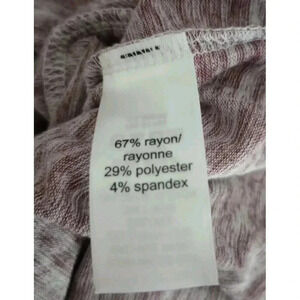 67% rayon/
rayonne
29% polyester
4% spandex